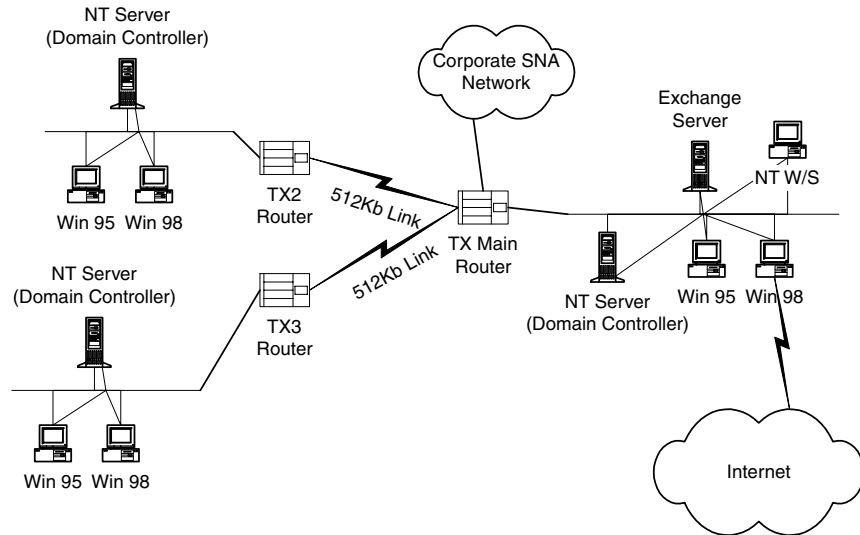 NT Server
(Domain Controller)
Corporate SNA
Network
Exchange
Server
NT W/S
TX2
Router
Win 95
Win 98
512Kb Link
TX Main
Router
512Kb Link
NT Server
(Domain Controller)
TX3
Router
NT Server
(Domain Controller)
Win 95
Win 98
Win 95
Win 98
Internet